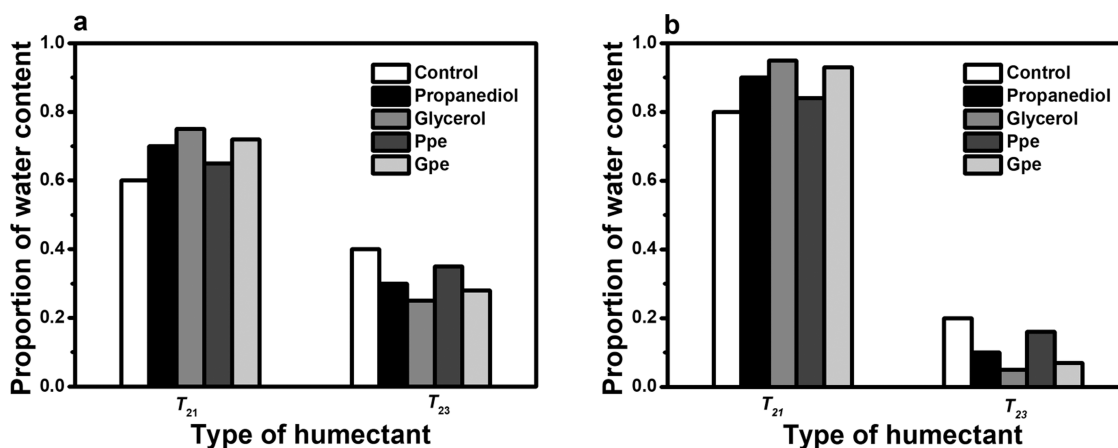 a
Proportion of water content
1.0
0.8
0.6
0.4
0.2
0.0
Control
Propanediol
Glycerol
Ppe
Gpe
T21
T23
Type of humectant
b
Proportion of water content
1.0
0.8
0.6
0.4
0.2
0.0
Control
Propanediol
Glycerol
Ppe
Gpe
T21
T23
Type of humectant